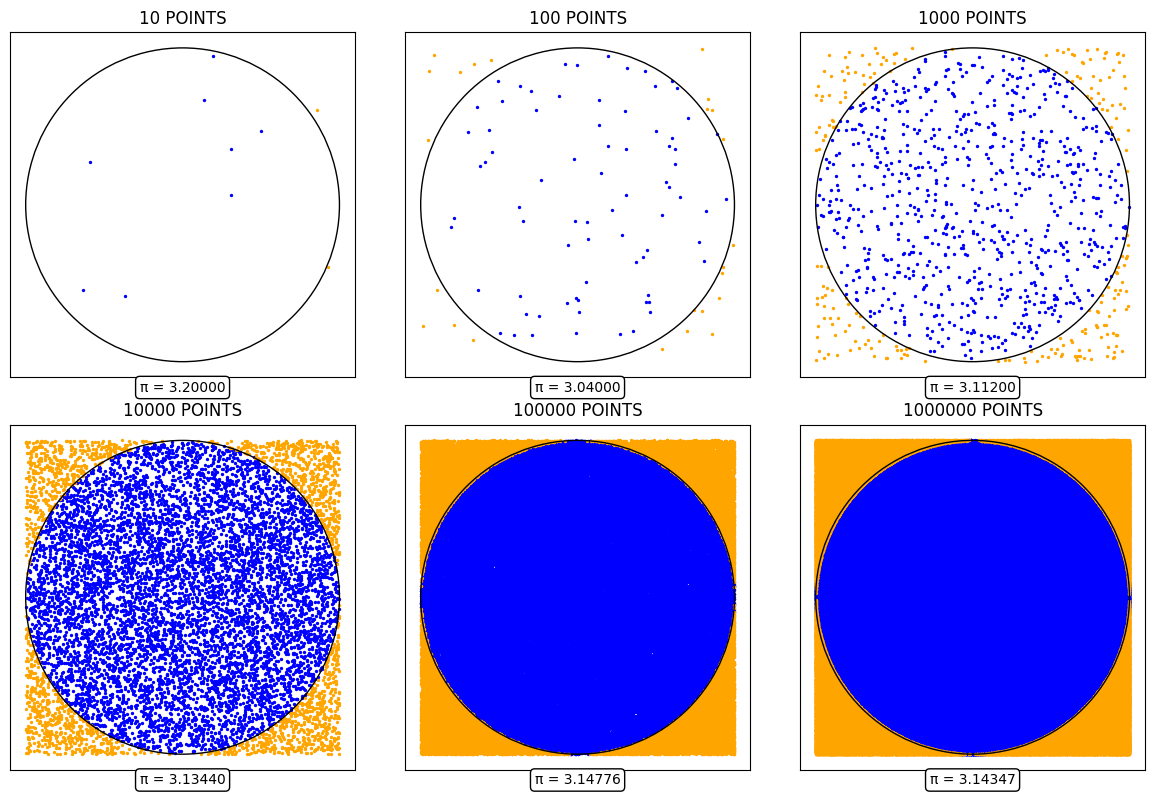 10 POINTS
100 POINTS
1000 POINTS
π = 3.20000
π = 3.04000
π = 3.11200
10000 POINTS
100000 POINTS
1000000 POINTS
π = 3.13440
π = 3.14776
π = 3.14347